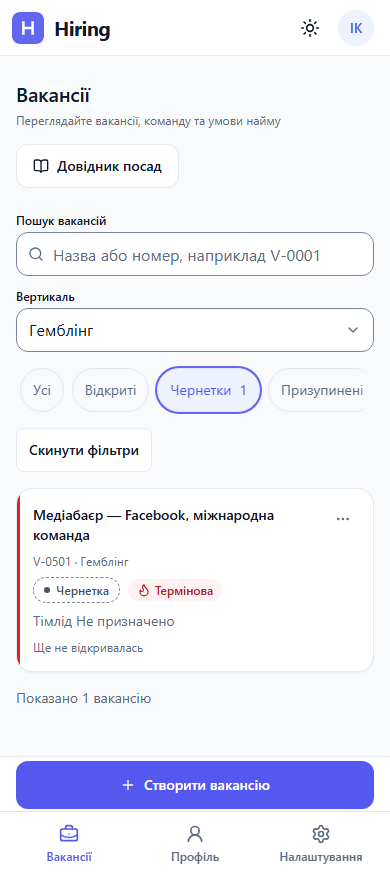 H Hiring
ІК
Вакансії
Переглядайте вакансії, команду та умови найму
Довідник посад
Пошук вакансій
Назва або номер, наприклад V-0001
Вертикаль
Гемблінг
Усі Відкриті Чернетки 1 Призупинені
Скинути фільтри
Медіабаєр — Facebook, міжнародна
команда
V-0501 · Гемблінг
Чернетка Термінова
Тімлід Не призначено
Ще не відкривалась
Показано 1 вакансію
+ Створити вакансію
Вакансії Профіль Налаштування